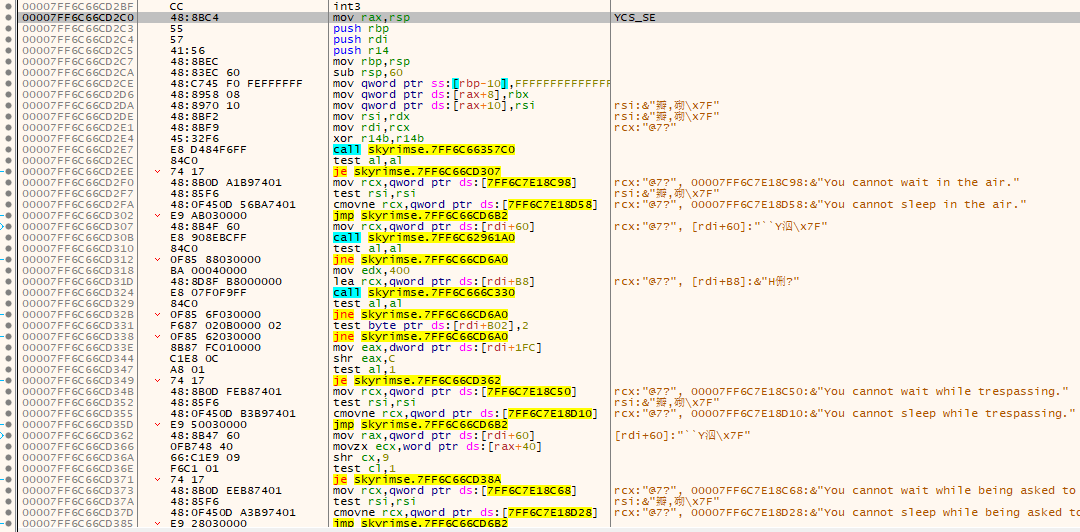 00007FF6C66CD2BF CC int3
00007FF6C66CD2C0 48:8BC4 mov rax,rsp YCS_SE
00007FF6C66CD2C3 55 push rbp
00007FF6C66CD2C4 57 push rdi
00007FF6C66CD2C5 41:56 push r14
00007FF6C66CD2C7 48:8BEC mov rbp,rsp
00007FF6C66CD2CA 48:83EC 60 sub rsp,60
00007FF6C66CD2CE 48:C745 F0 FEFFFFFF mov qword ptr ss:[rbp-10],FFFFFFFFFFFFFF
00007FF6C66CD2D6 48:8958 08 mov qword ptr ds:[rax+8],rbx
00007FF6C66CD2DA 48:8970 10 mov qword ptr ds:[rax+10],rsi rsi:&"瓣,砌\x7F"
00007FF6C66CD2DE 48:8BF2 mov rsi,rdx rsi:&"瓣,砌\x7F"
00007FF6C66CD2E1 48:8BF9 mov rdi,rcx rcx:"@7?"
00007FF6C66CD2E4 45:32F6 xor r14b,r14b
00007FF6C66CD2E7 E8 D484F6FF call skyrimse.7FF6C66357C0
00007FF6C66CD2EC 84C0 test al,al
00007FF6C66CD2EE 74 17 je skyrimse.7FF6C66CD307
00007FF6C66CD2F0 48:8B0D A1B97401 mov rcx,qword ptr ds:[7FF6C7E18C98] rcx:"@7?", 00007FF6C7E18C98:&"You cannot wait in the air."
00007FF6C66CD2F7 48:85F6 test rsi,rsi rsi:&"瓣,砌\x7F"
00007FF6C66CD2FA 48:0F450D 56BA7401 cmovne rcx,qword ptr ds:[7FF6C7E18D58] rcx:"@7?", 00007FF6C7E18D58:&"You cannot sleep in the air."
00007FF6C66CD302 E9 AB030000 jmp skyrimse.7FF6C66CD6B2
00007FF6C66CD307 48:8B4F 60 mov rcx,qword ptr ds:[rdi+60] rcx:"@7?", [rdi+60]:"``Y泅\x7F"
00007FF6C66CD30B E8 908EBCFF call skyrimse.7FF6C62961A0
00007FF6C66CD310 84C0 test al,al
00007FF6C66CD312 0F85 88030000 jne skyrimse.7FF6C66CD6A0
00007FF6C66CD318 BA 00040000 mov edx,400
00007FF6C66CD31D 48:8D8F B8000000 lea rcx,qword ptr ds:[rdi+B8] rcx:"@7?", [rdi+B8]:&"H侀?"
00007FF6C66CD324 E8 07F0F9FF call skyrimse.7FF6C666C330
00007FF6C66CD329 84C0 test al,al
00007FF6C66CD32B 0F85 6F030000 jne skyrimse.7FF6C66CD6A0
00007FF6C66CD331 F687 020B0000 02 test byte ptr ds:[rdi+B02],2
00007FF6C66CD338 0F85 62030000 jne skyrimse.7FF6C66CD6A0
00007FF6C66CD33E 8B87 FC010000 mov eax,dword ptr ds:[rdi+1FC]
00007FF6C66CD344 C1E8 0C shr eax,C
00007FF6C66CD347 A8 01 test al,1
00007FF6C66CD349 74 17 je skyrimse.7FF6C66CD362
00007FF6C66CD34B 48:8B0D FEB87401 mov rcx,qword ptr ds:[7FF6C7E18C50] rcx:"@7?", 00007FF6C7E18C50:&"You cannot wait while trespassing."
00007FF6C66CD352 48:85F6 test rsi,rsi rsi:&"瓣,砌\x7F"
00007FF6C66CD355 48:0F450D B3B97401 cmovne rcx,qword ptr ds:[7FF6C7E18D10] rcx:"@7?", 00007FF6C7E18D10:&"You cannot sleep while trespassing."
00007FF6C66CD35D E9 50030000 jmp skyrimse.7FF6C66CD6B2
00007FF6C66CD362 48:8B47 60 mov rax,qword ptr ds:[rdi+60] [rdi+60]:"``Y泅\x7F"
00007FF6C66CD366 0FB748 40 movzx ecx,word ptr ds:[rax+40]
00007FF6C66CD36A 66:C1E9 09 shr cx,9
00007FF6C66CD36E F6C1 01 test cl,1
00007FF6C66CD371 74 17 je skyrimse.7FF6C66CD38A
00007FF6C66CD373 48:8B0D EEB87401 mov rcx,qword ptr ds:[7FF6C7E18C68] rcx:"@7?", 00007FF6C7E18C68:&"You cannot wait while being asked to
00007FF6C66CD37A 48:85F6 test rsi,rsi rsi:&"瓣,砌\x7F"
00007FF6C66CD37D 48:0F450D A3B97401 cmovne rcx,qword ptr ds:[7FF6C7E18D28] rcx:"@7?", 00007FF6C7E18D28:&"You cannot sleep while being asked to
00007FF6C66CD385 E9 28030000 jmp skyrimse.7FF6C66CD6B2